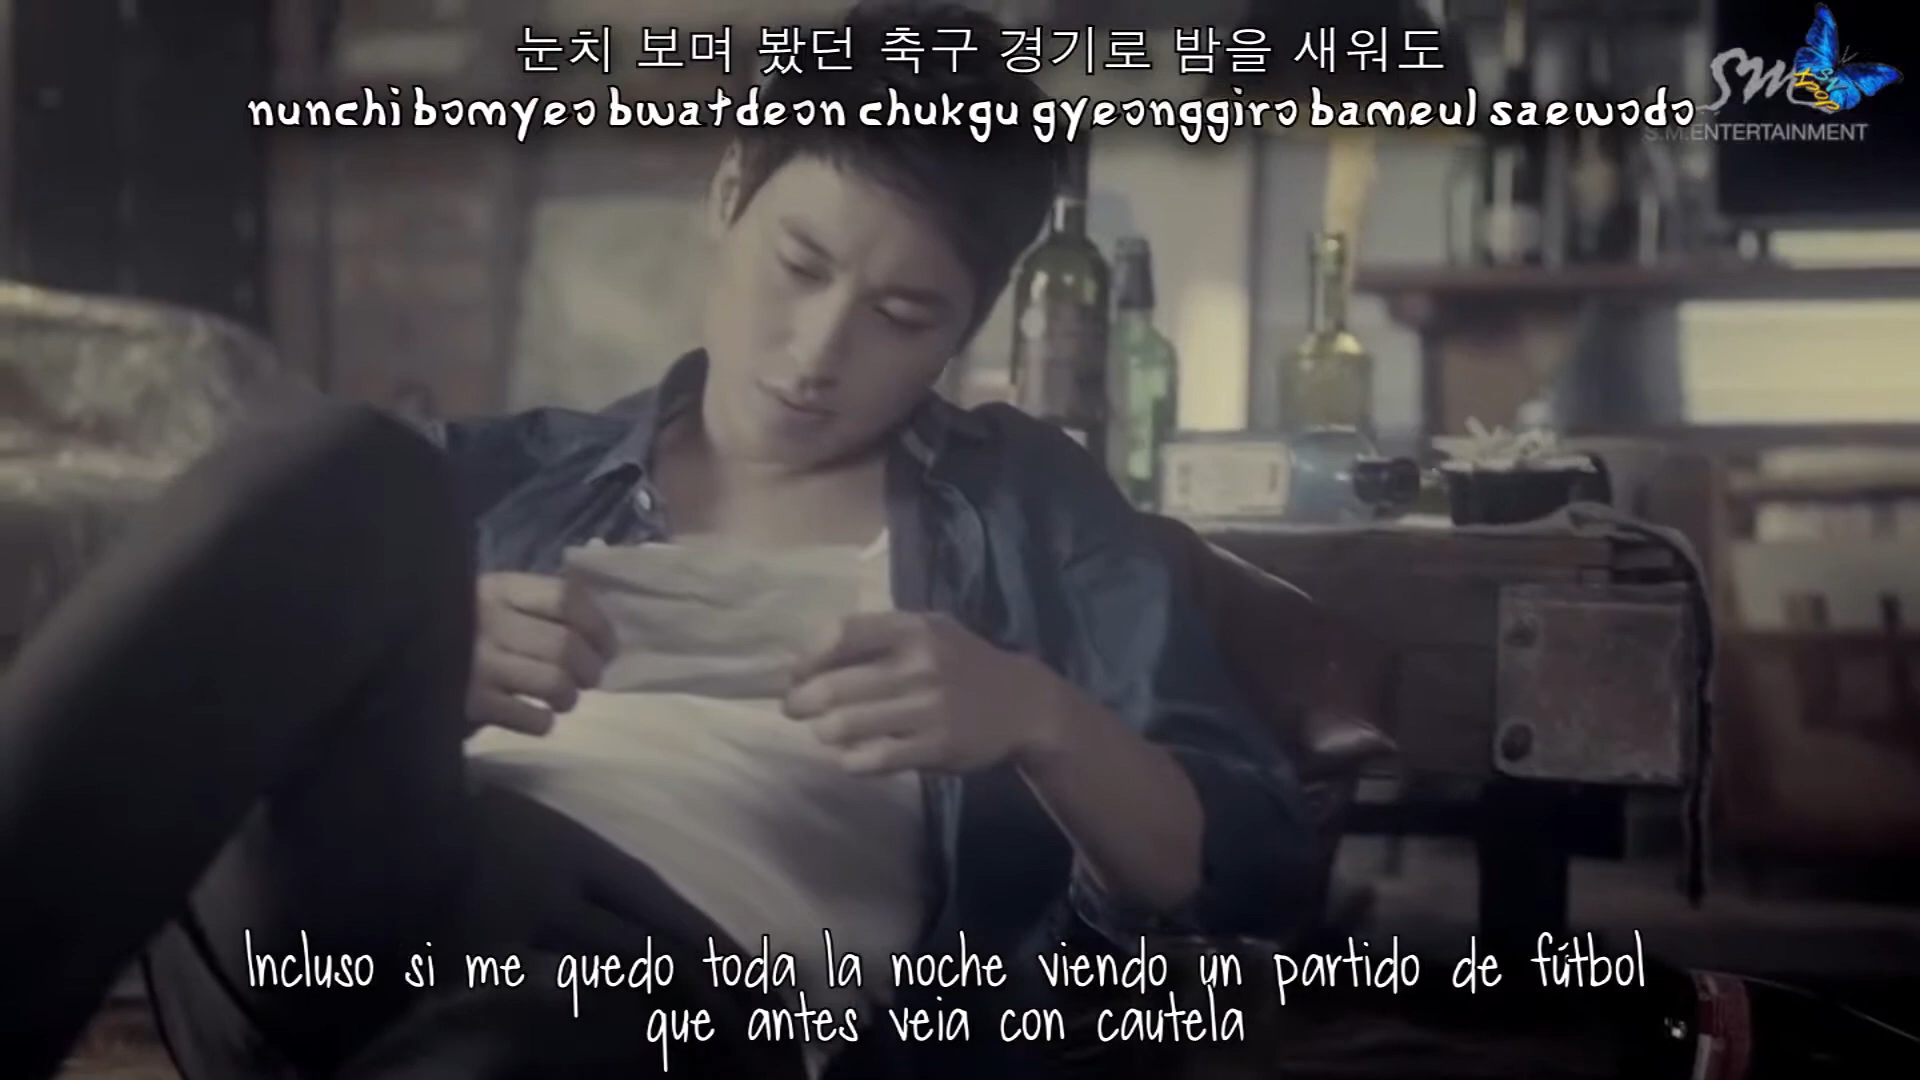 눈치 보며 봤던 축구 경기로 밤을 새워도
nunchi bomyeo bwatdeon chukgu gyeonggiro bameul saewodo
SM
S.M.ENTERTAINMENT
Incluso si me quedo toda la noche viendo un partido de fútbol
que antes veia con cautela